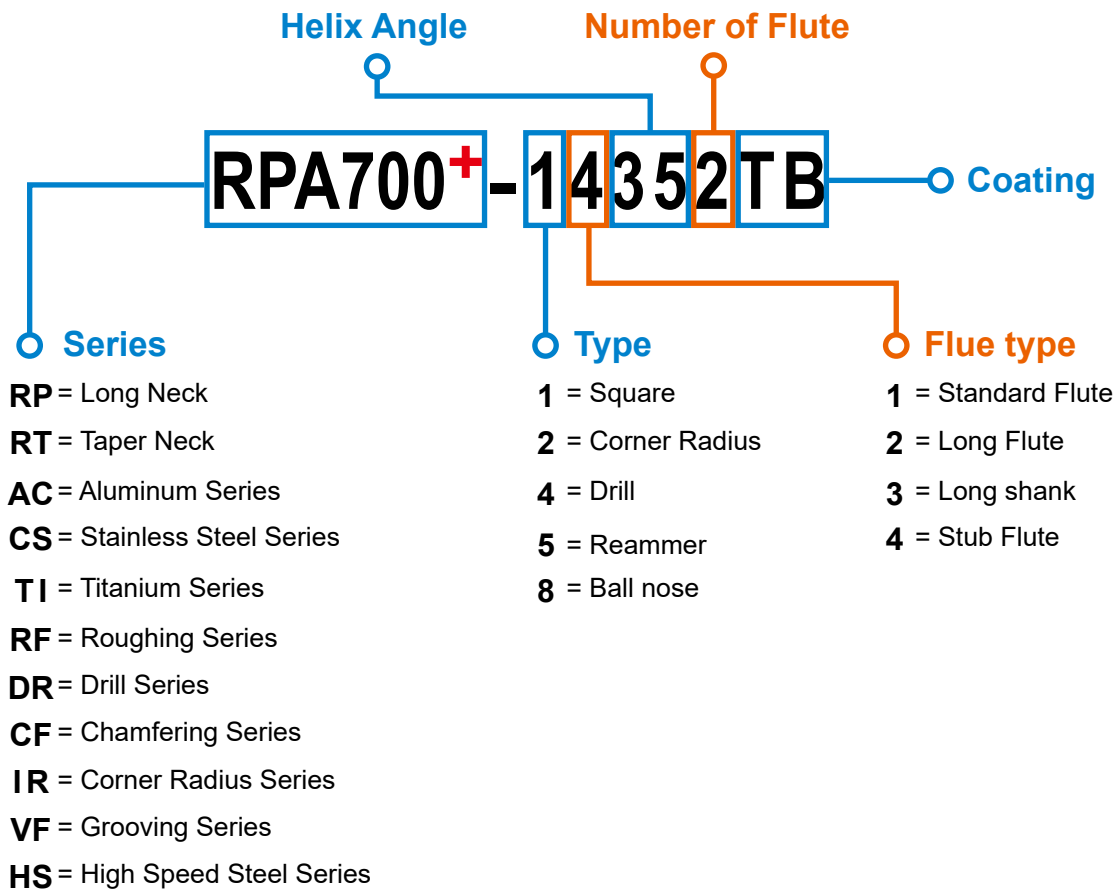 Helix Angle
Number of Flute
RPA700+-14352TB
Coating
Series
RP = Long Neck
RT = Taper Neck
AC = Aluminum Series
CS = Stainless Steel Series
TI = Titanium Series
RF = Roughing Series
DR = Drill Series
CF = Chamfering Series
IR = Corner Radius Series
VF = Grooving Series
HS = High Speed Steel Series
Type
1 = Square
2 = Corner Radius
4 = Drill
5 = Reammer
8 = Ball nose
Flue type
1 = Standard Flute
2 = Long Flute
3 = Long shank
4 = Stub Flute